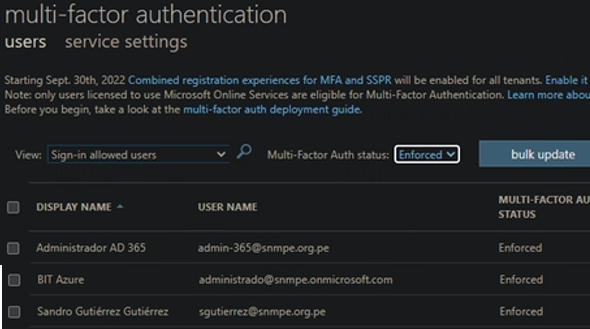 multi-factor authentication
users service settings
Starting Sept. 30th, 2022 Combined registration experiences for MFA and SSPR will be enabled for all tenants. Enable it
Note: only users licensed to use Microsoft Online Services are eligible for Multi-Factor Authentication. Learn more abou
Before you begin, take a look at the multi-factor auth deployment guide.
View: Sign-in allowed users Multi-Factor Auth status: Enforced bulk update
DISPLAY NAME USER NAME MULTI-FACTOR AU
STATUS
Administrador AD 365 admin-365@snmpe.org.pe Enforced
BIT Azure administrado@snmpe.onmicrosoft.com Enforced
Sandro Gutiérrez Gutiérrez sgutierrez@snmpe.org.pe Enforced